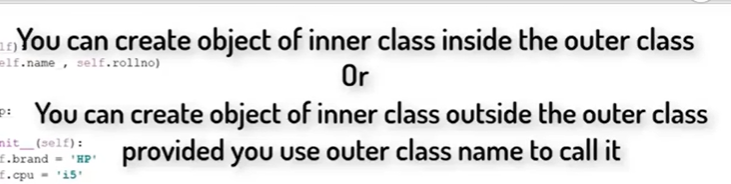 lf) You can create object of inner class inside the outer class
elf.name , self.rollno)
Or
p: You can create object of inner class outside the outer class
nit__(self):
f.brand = 'HP' provided you use outer class name to call it
f.cpu = 'i5'